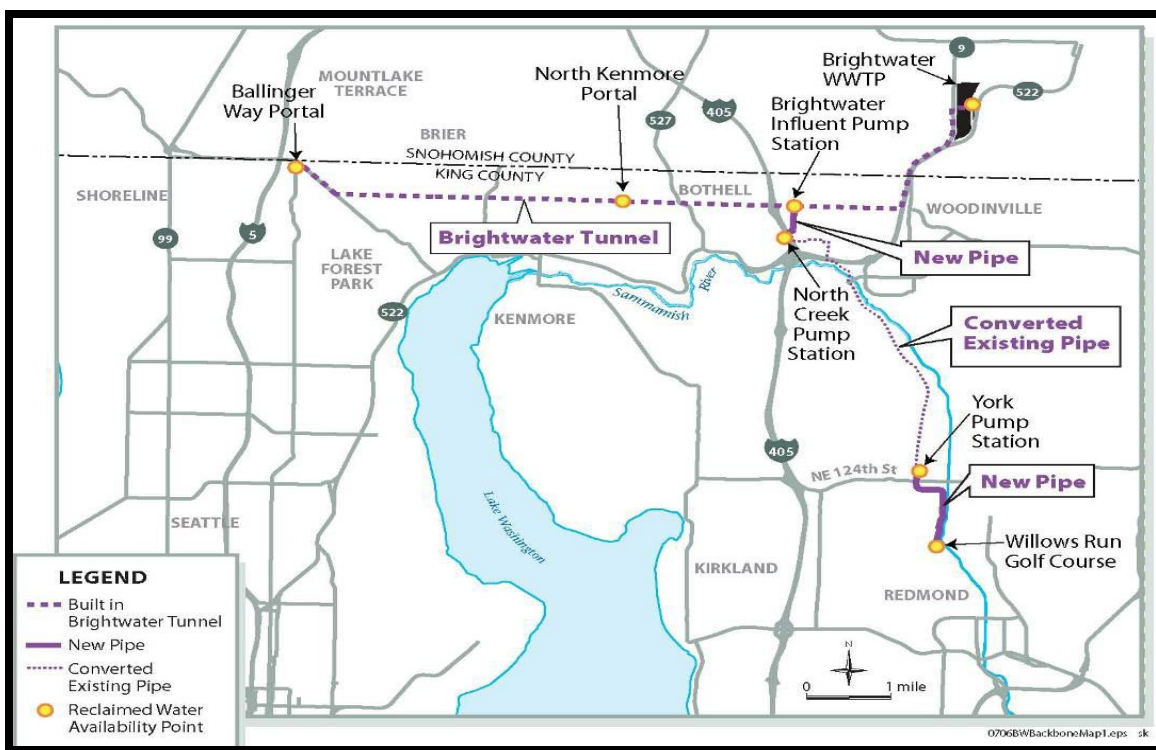 MOUNTLAKE
TERRACE
Ballinger
Way Portal
North Kenmore
Portal
Brightwater
WWTP
Brightwater
Influent Pump
Station
9
522
405
527
5
BRIER
SNOHOMISH COUNTY
KING COUNTY
SHORELINE
BOTHELL
WOODINVILLE
99
5
Brightwater Tunnel
New Pipe
LAKE
FOREST
PARK
522
KENMORE
Sammamish
River
North
Creek
Pump
Station
Converted
Existing Pipe
York
Pump
Station
405
NE 124th St
New Pipe
SEATTLE
Lake Washington
Willows Run
Golf Course
KIRKLAND
REDMOND
LEGEND
Built in
Brightwater Tunnel
New Pipe
Converted
Existing Pipe
Reclaimed Water
Availability Point
N
0 1 mile
0706BWBackboneMap1.eps sk